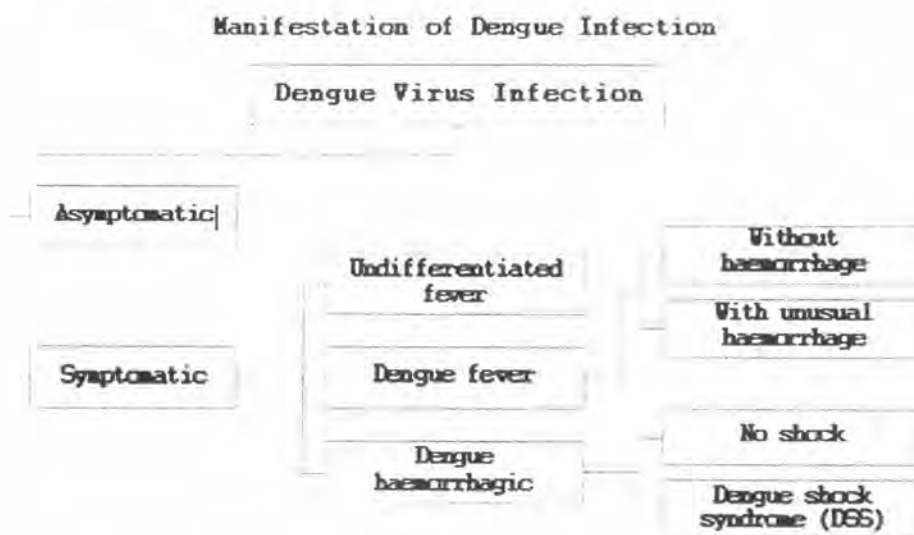 Manifestation of Dengue Infection
Dengue Virus Infection
Asymptomatic
Symptomatic
Undifferentiated
fever
Dengue fever
Dengue
haemorrhagic
Without
haemorrhage
With unusual
haemorrhage
No shock
Dengue shock
syndrome (DSS)